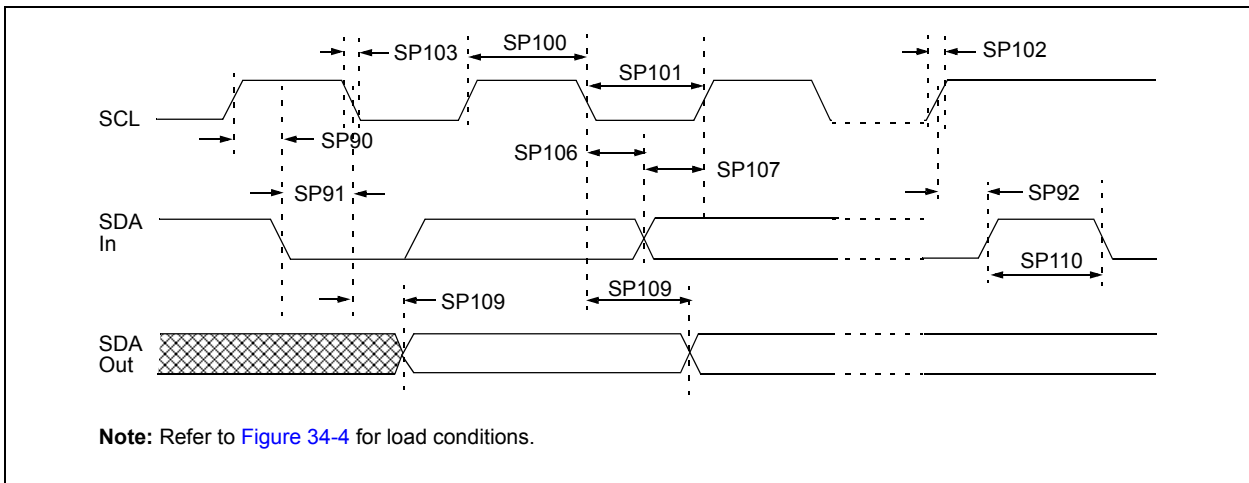 SP103
SP100
SP102
SP101
SCL
SP90
SP106
SP107
SP91
SP92
SDA
In
SP110
SP109
SP109
SDA
Out
Note: Refer to Figure 34-4 for load conditions.